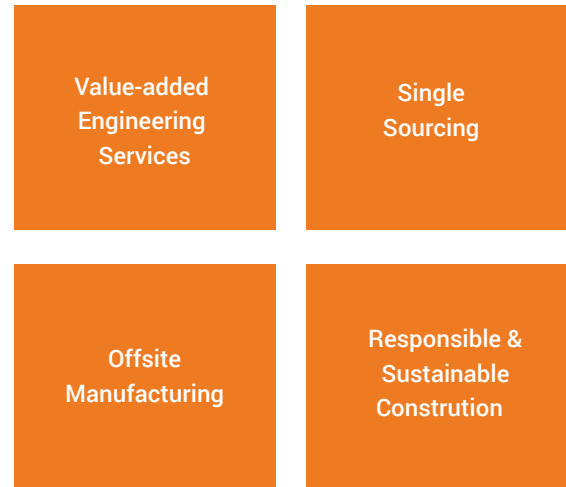 Value-added
Engineering
Services
Single
Sourcing
Offsite
Manufacturing
Responsible &
Sustainable
Constrution